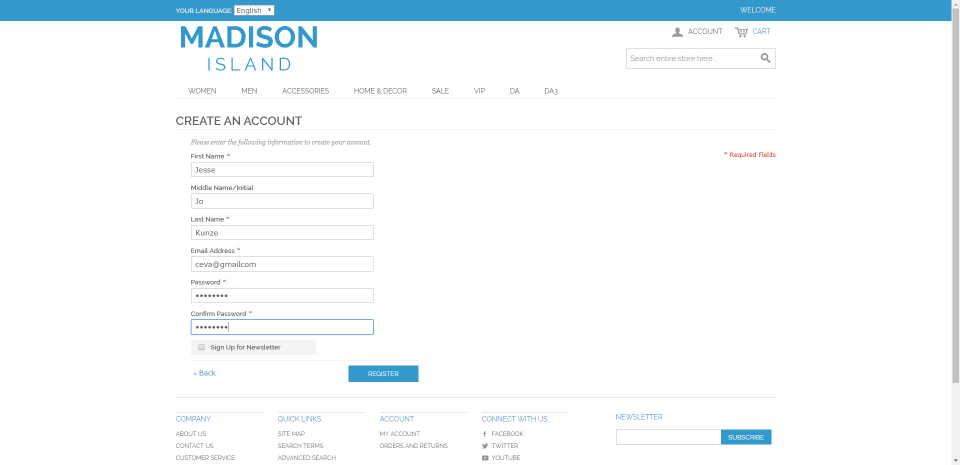 YOUR LANGUAGE: English
WELCOME
MADISON
ISLAND
ACCOUNT CART
Search entire store here...
WOMEN MEN ACCESSORIES HOME & DECOR SALE VIP DA DA3
CREATE AN ACCOUNT
Please enter the following information to create your account.
* Required Fields
First Name *
Jesse
Middle Name/Initial
Jo
Last Name *
Kunze
Email Address *
ceva@gmailcom
Password *
••••••••
Confirm Password *
••••••••
Sign Up for Newsletter
« Back
REGISTER
COMPANY
ABOUT US
CONTACT US
CUSTOMER SERVICE
QUICK LINKS
SITE MAP
SEARCH TERMS
ADVANCED SEARCH
ACCOUNT
MY ACCOUNT
ORDERS AND RETURNS
CONNECT WITH US
FACEBOOK
TWITTER
YOUTUBE
NEWSLETTER
SUBSCRIBE